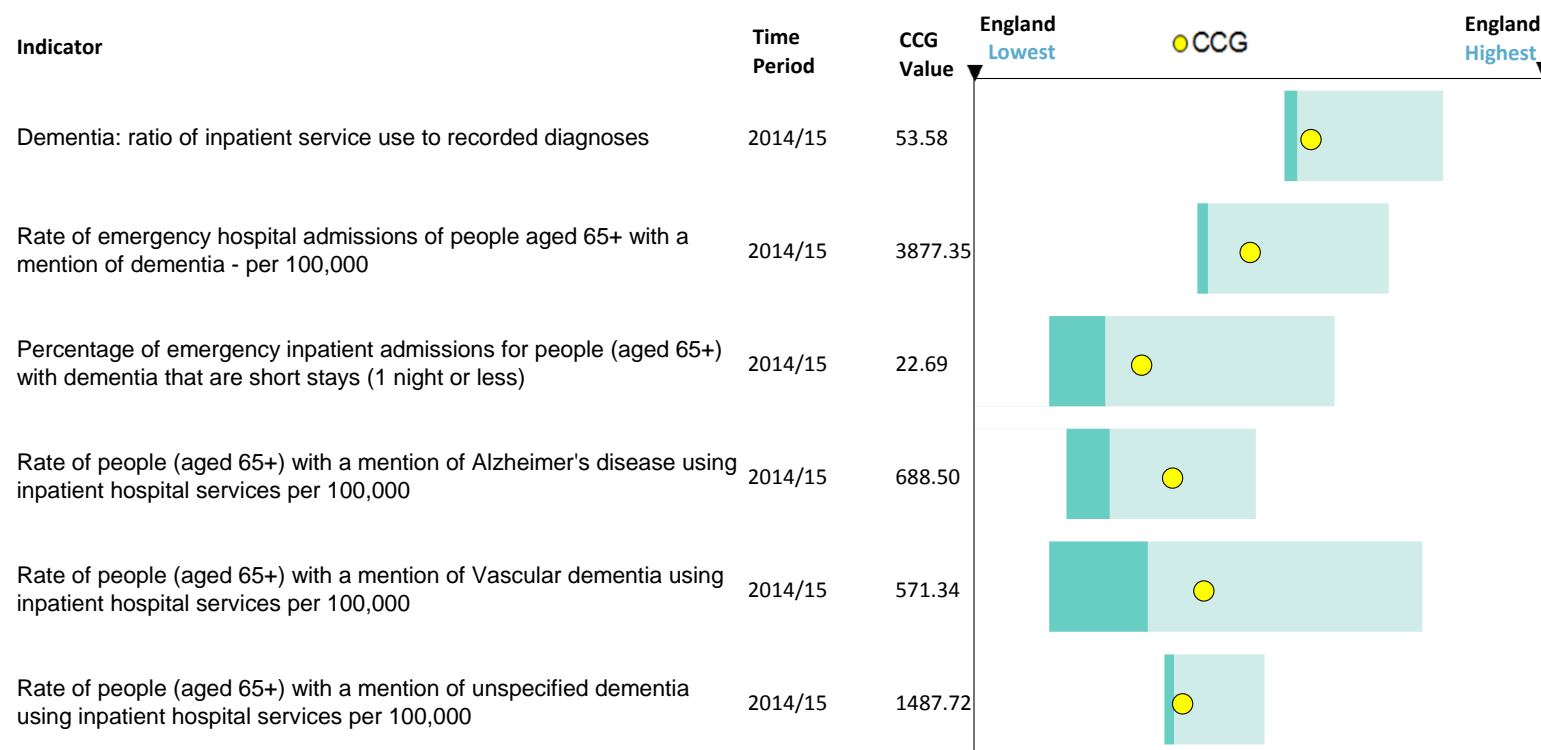 Indicator
Time
Period
CCG
Value
England
Lowest
CCG
England
Highest
Dementia: ratio of inpatient service use to recorded diagnoses
2014/15
53.58
Rate of emergency hospital admissions of people aged 65+ with a
mention of dementia - per 100,000
2014/15
3877.35
Percentage of emergency inpatient admissions for people (aged 65+)
with dementia that are short stays (1 night or less)
2014/15
22.69
Rate of people (aged 65+) with a mention of Alzheimer's disease using
inpatient hospital services per 100,000
2014/15
688.50
Rate of people (aged 65+) with a mention of Vascular dementia using
inpatient hospital services per 100,000
2014/15
571.34
Rate of people (aged 65+) with a mention of unspecified dementia
using inpatient hospital services per 100,000
2014/15
1487.72